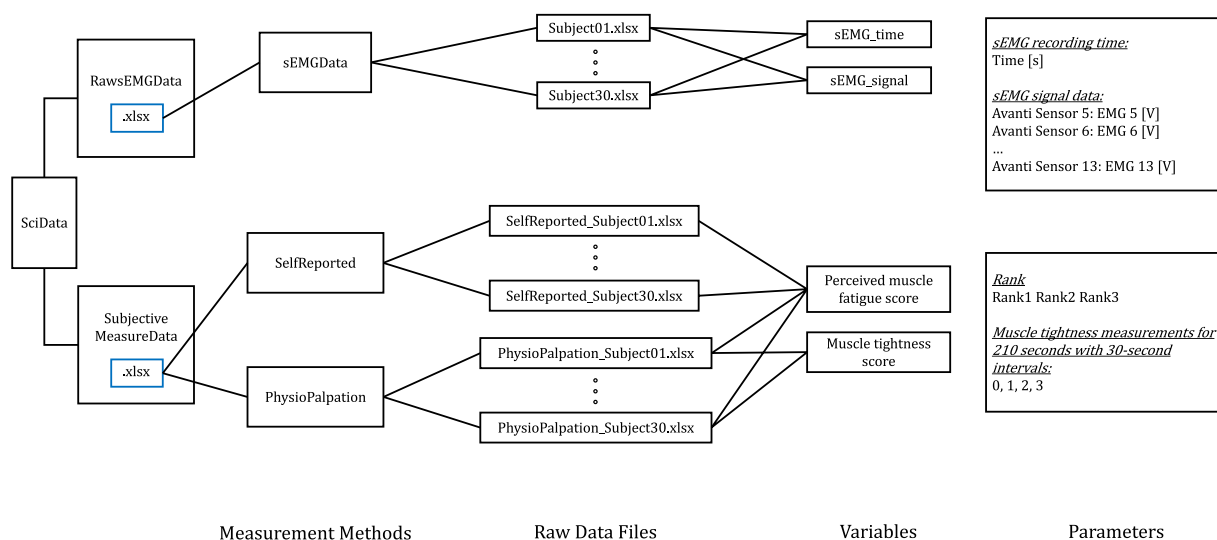 SciData
RawsEMGData
.xlsx
sEMGData
Subject01.xlsx
Subject30.xlsx
sEMG_time
sEMG_signal
sEMG recording time:
Time [s]
sEMG signal data:
Avanti Sensor 5: EMG 5 [V]
Avanti Sensor 6: EMG 6 [V]
...
Avanti Sensor 13: EMG 13 [V]
Subjective
MeasureData
.xlsx
SelfReported
PhysioPalpation
SelfReported_Subject01.xlsx
SelfReported_Subject30.xlsx
PhysioPalpation_Subject01.xlsx
PhysioPalpation_Subject30.xlsx
Perceived muscle
fatigue score
Muscle tightness
score
Rank
Rank1 Rank2 Rank3
Muscle tightness measurements for
210 seconds with 30-second
intervals:
0, 1, 2, 3
Measurement Methods
Raw Data Files
Variables
Parameters